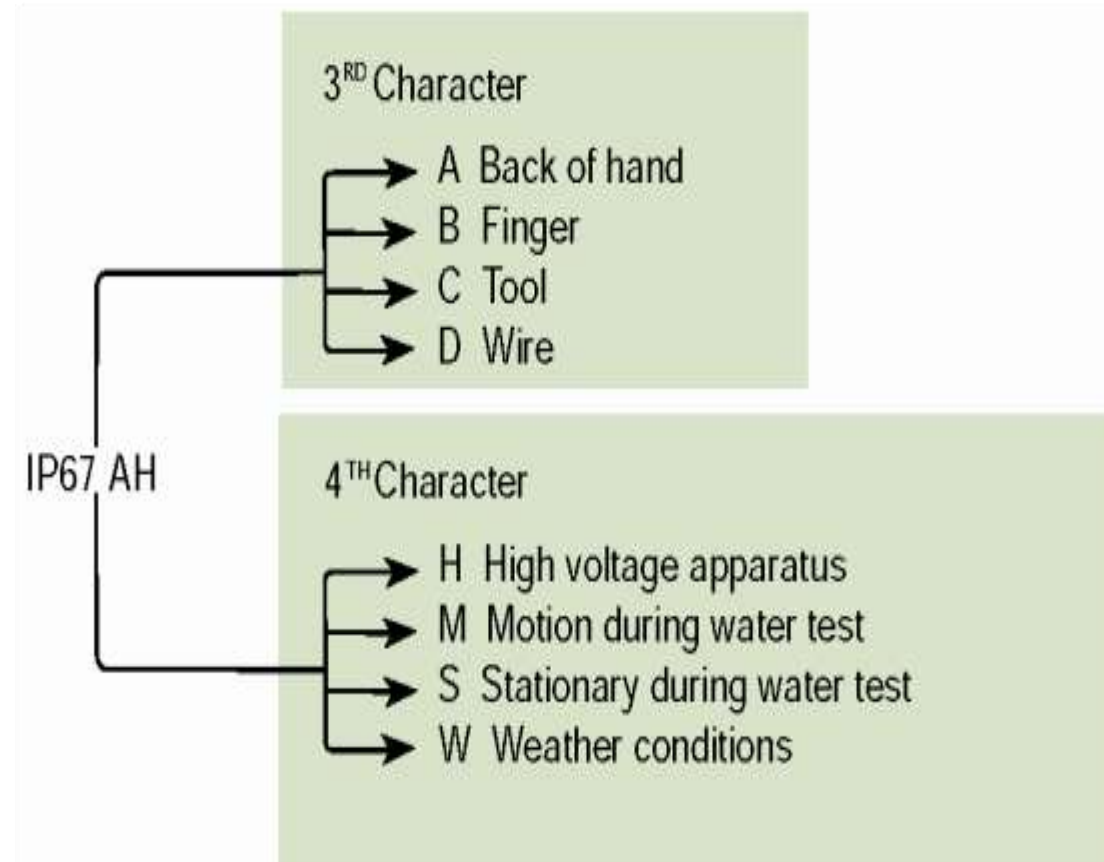 3RD Character
A Back of hand
B Finger
C Tool
D Wire
IP67 AH
4TH Character
H High voltage apparatus
M Motion during water test
S Stationary during water test
W Weather conditions